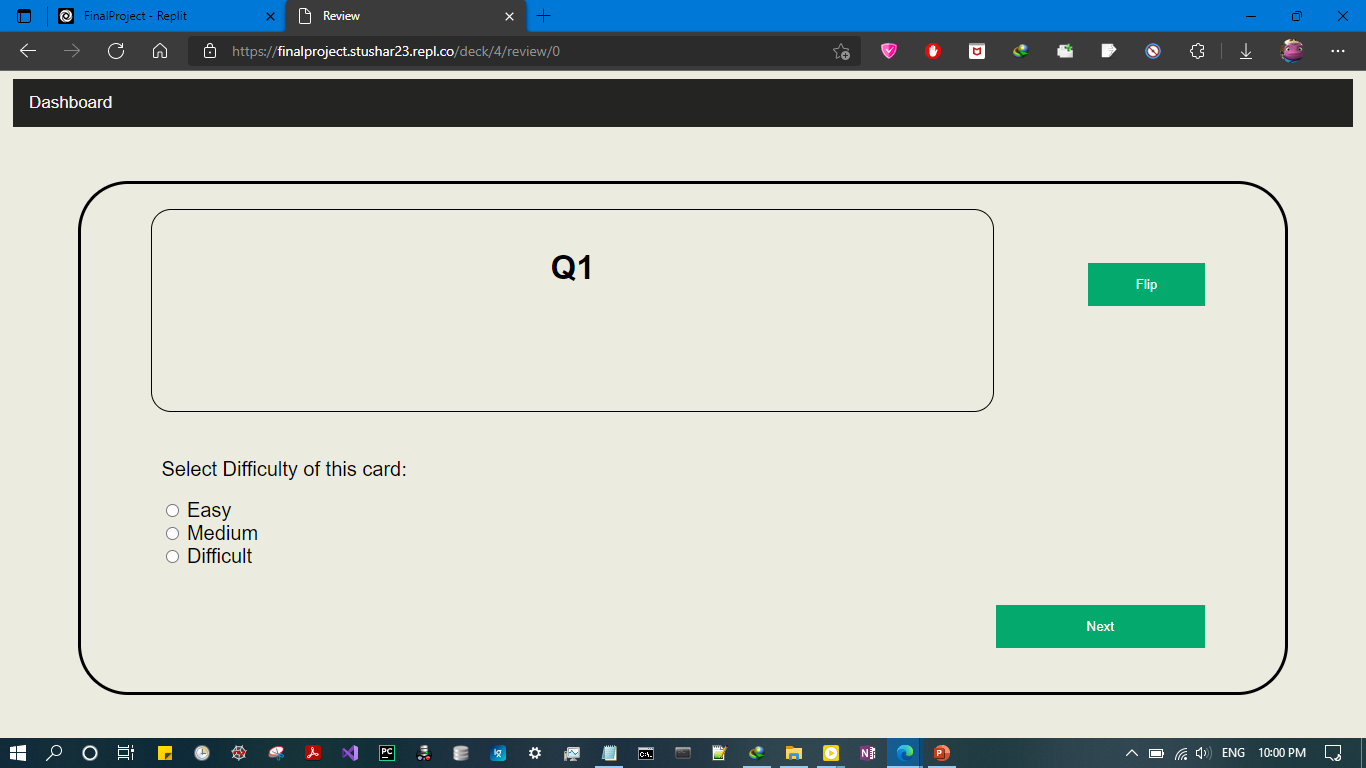 FinalProject - Replit
Review
https://finalproject.stushar23.repl.co/deck/4/review/0
Dashboard
Q1
Flip
Select Difficulty of this card:
Easy
Medium
Difficult
Next
PC
C:\.
N
P
ENG
10:00 PM